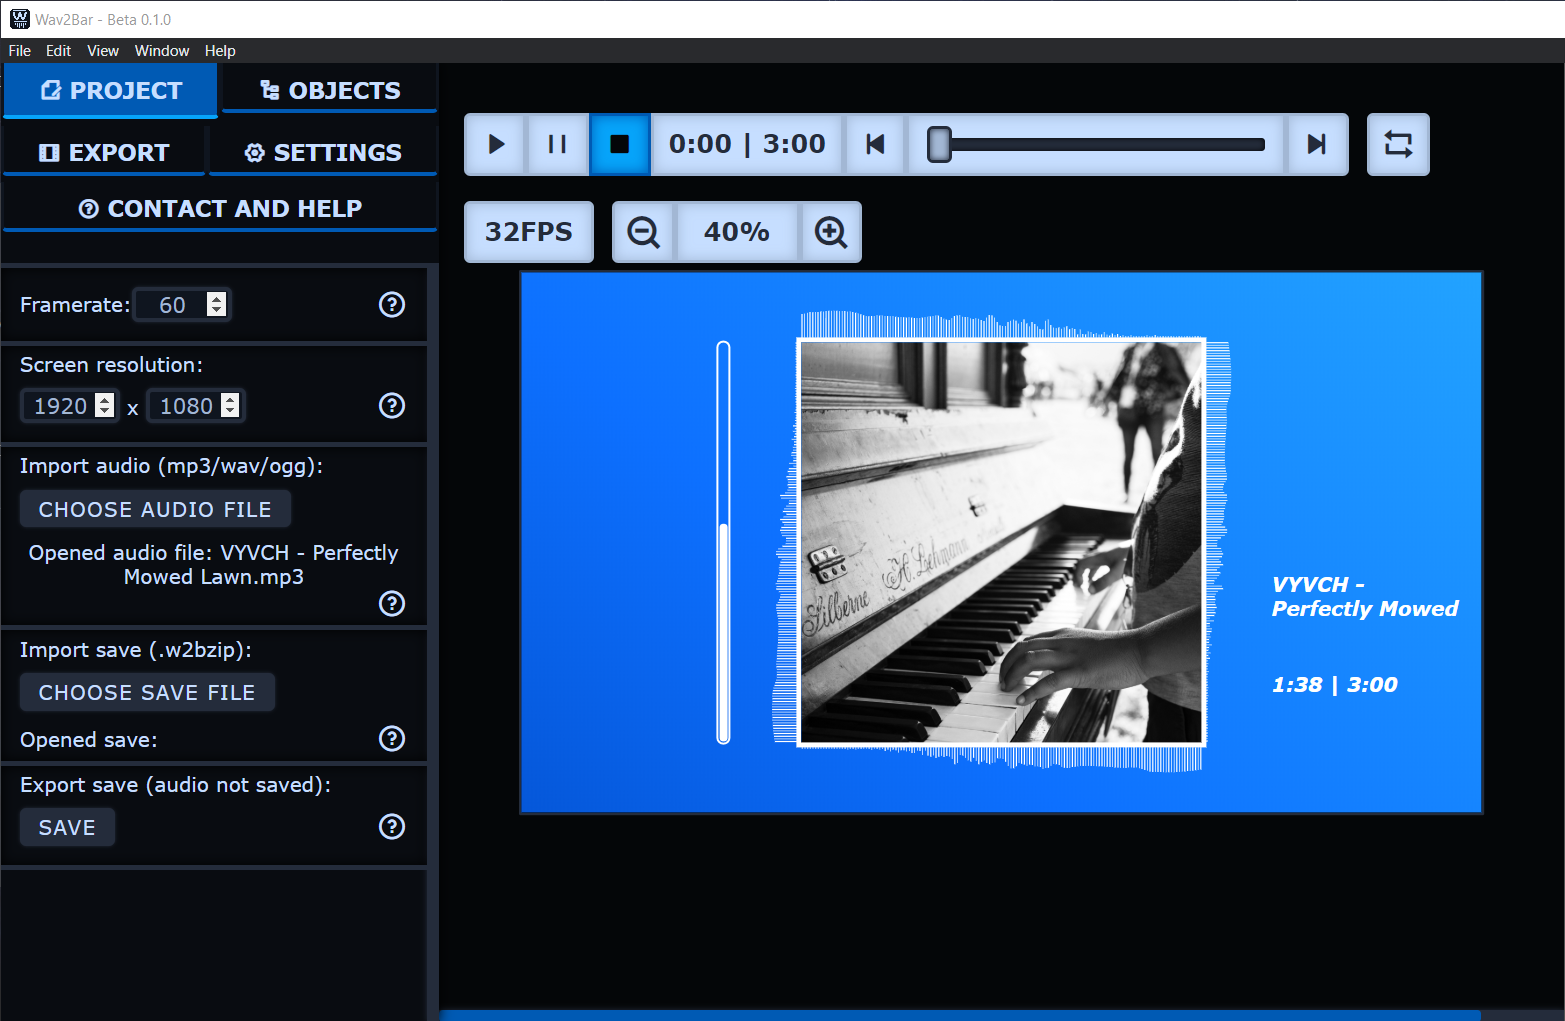 Wav2Bar - Beta 0.1.0
File Edit View Window Help
PROJECT
OBJECTS
EXPORT
SETTINGS
CONTACT AND HELP
Framerate: 60
Screen resolution:
1920 x 1080
Import audio (mp3/wav/ogg):
CHOOSE AUDIO FILE
Opened audio file: VYVCH - Perfectly
Mowed Lawn.mp3
Import save (.w2bzip):
CHOOSE SAVE FILE
Opened save:
Export save (audio not saved):
SAVE
0:00 | 3:00
32FPS
40%
A. Lehmann
Silberne
VYVCH -
Perfectly Mowed
1:38 | 3:00